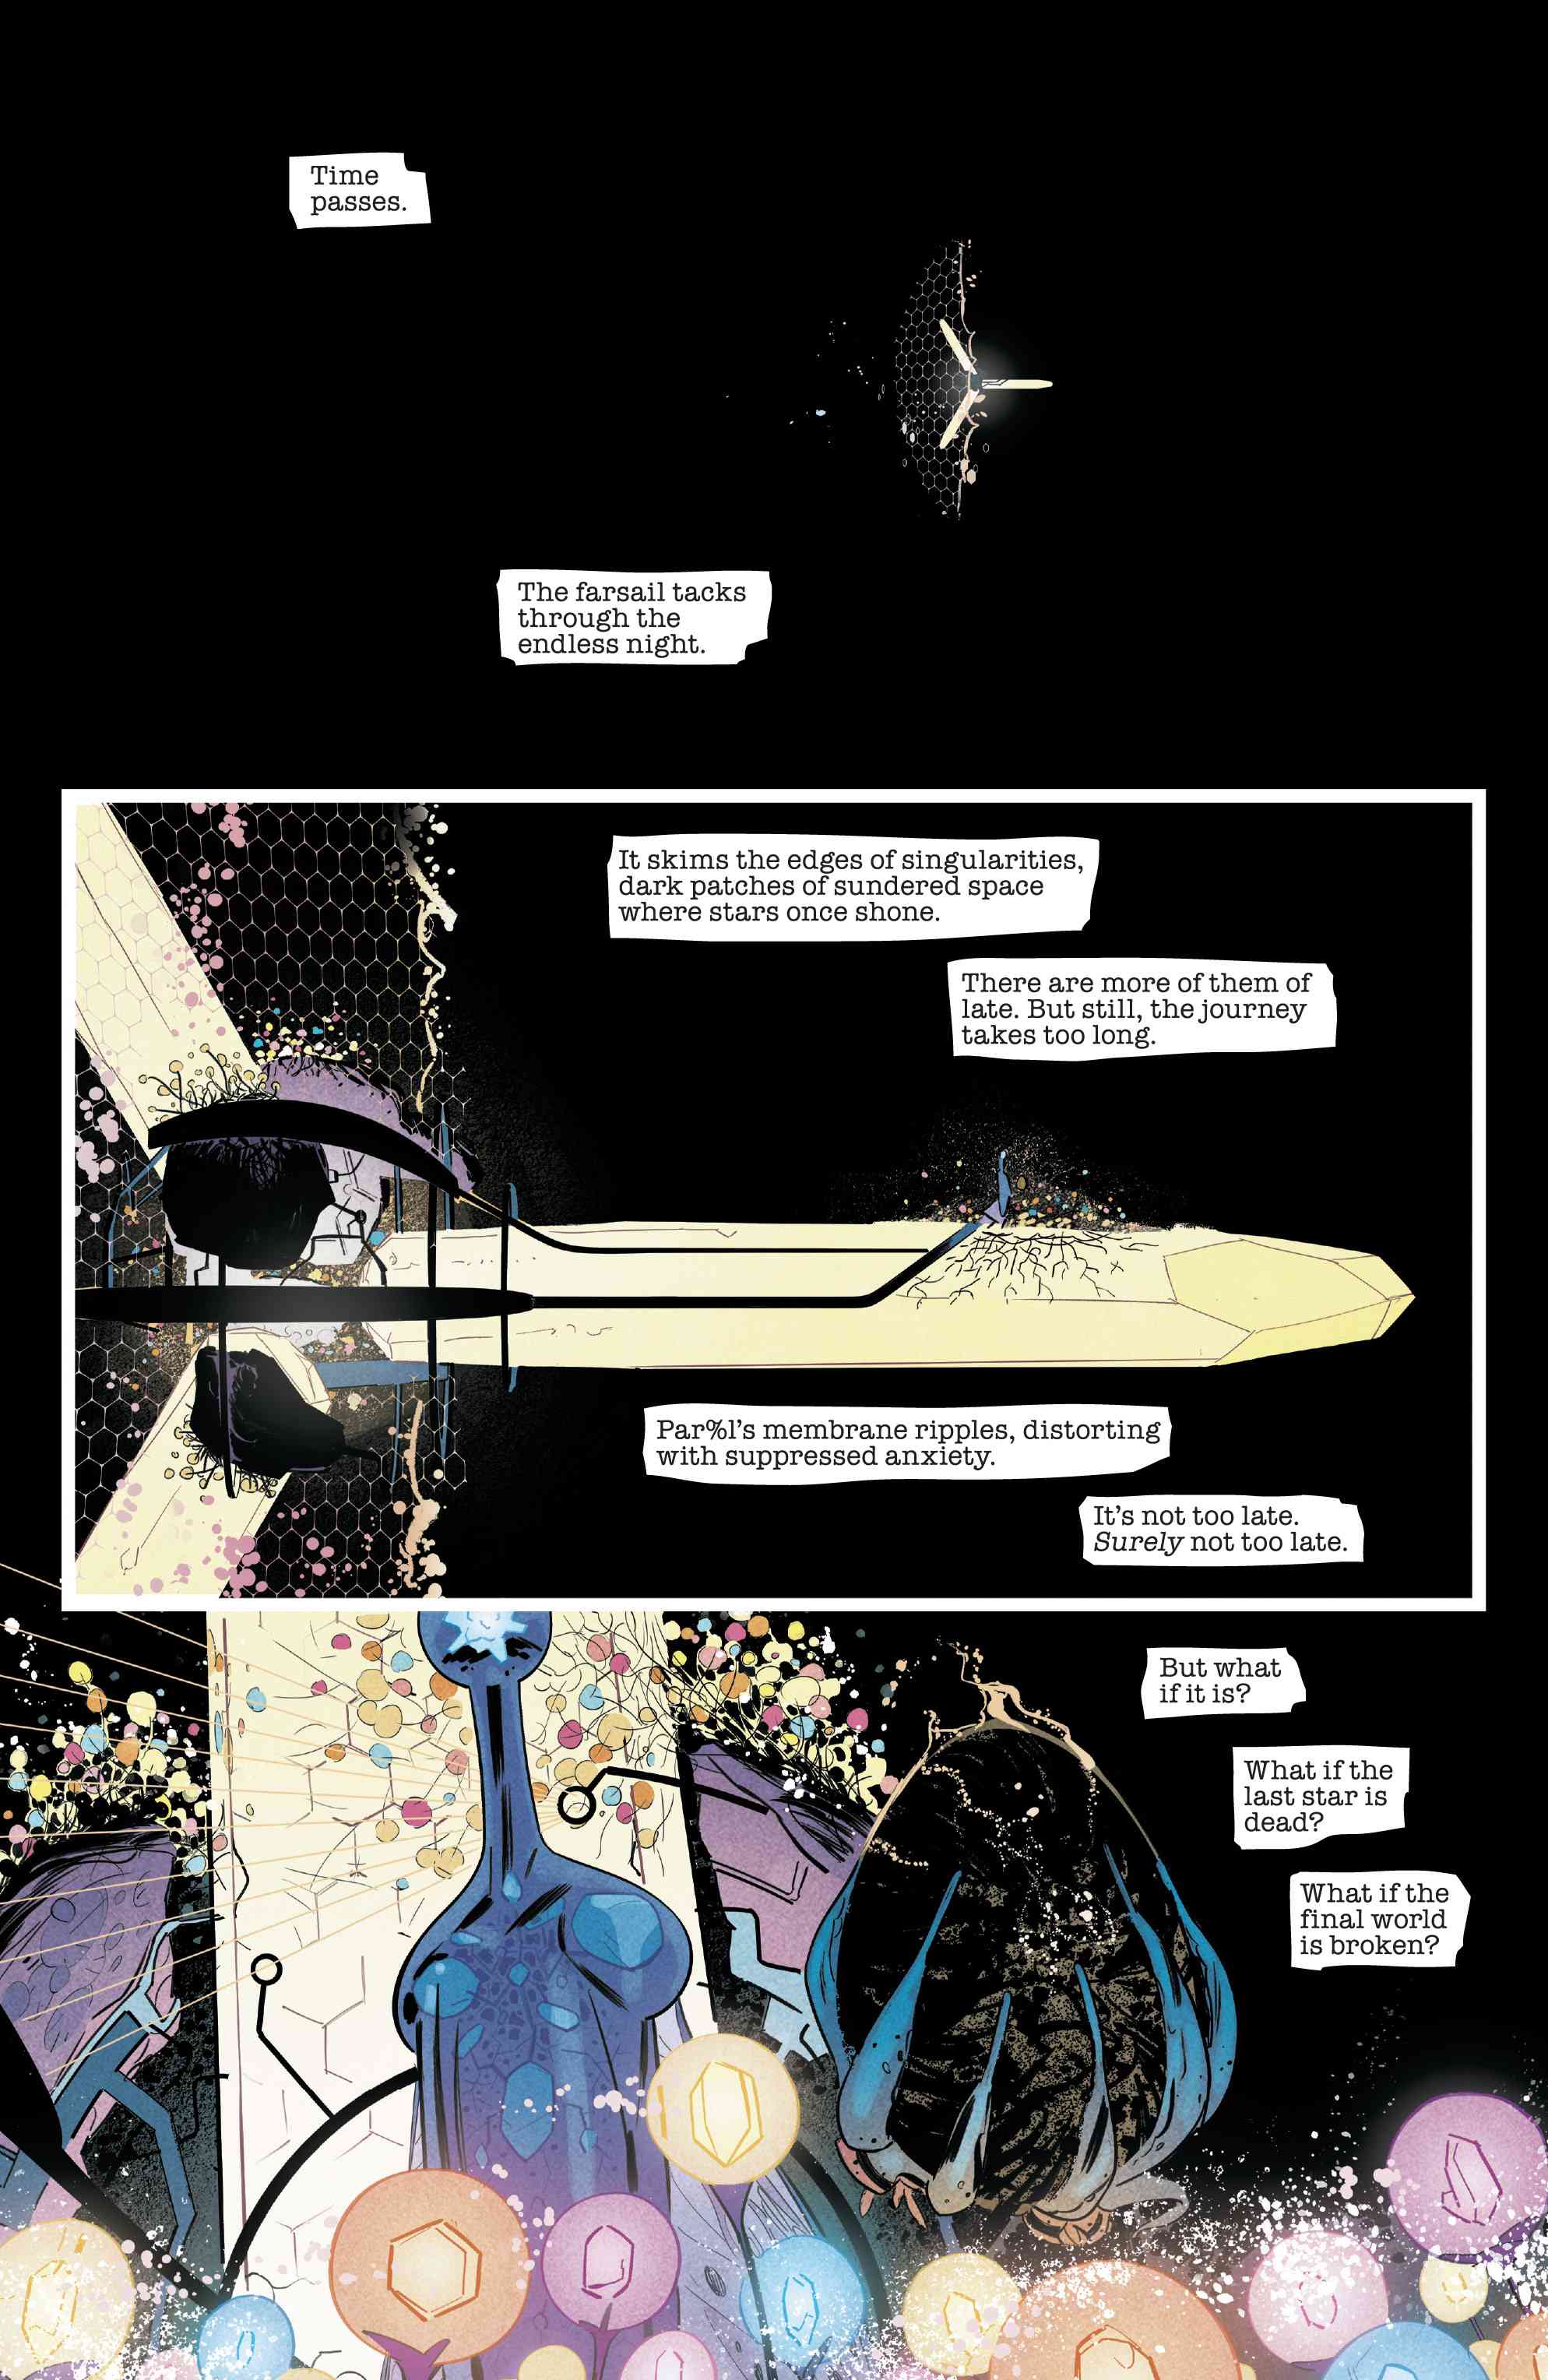 Time
passes.
The farsail tacks
through the
endless night.
It skims the edges of singularities,
dark patches of sundered space
where stars once shone.
There are more of them of
late. But still, the journey
takes too long.
Par%l's membrane ripples, distorting
with suppressed anxiety.
It's not too late.
Surely not too late.
But what
if it is?
What if the
last star is
dead?
What if the
final world
is broken?